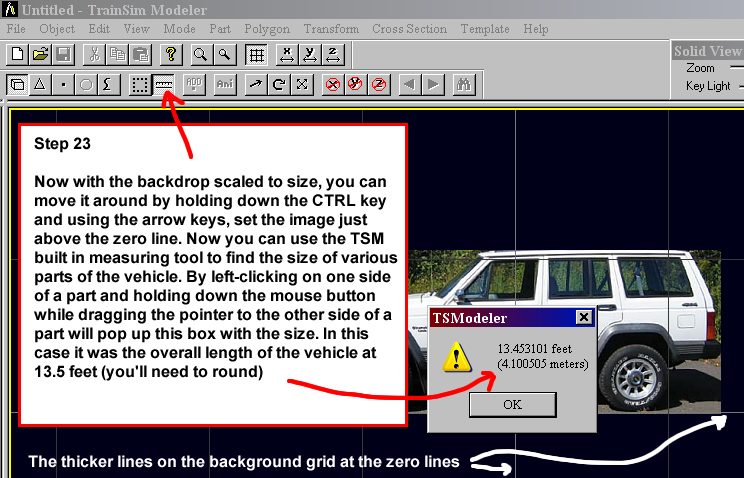 Untitled - TrainSim Modeler
File Object Edit View Mode Part Polygon Transform Cross Section Template Help
X Y Z
Solid View
Zoom
Key Light
ADD Ani X Y Z
Step 23
Now with the backdrop scaled to size, you can
move it around by holding down the CTRL key
and using the arrow keys, set the image just
above the zero line. Now you can use the TSM
built in measuring tool to find the size of various
parts of the vehicle. By left-clicking on one side
of a part and holding down the mouse button
while dragging the pointer to the other side of a
part will pop up this box with the size. In this
case it was the overall length of the vehicle at
13.5 feet (you'll need to round)
TSModeler
13.453101 feet
(4.100505 meters)
OK
The thicker lines on the background grid at the zero lines